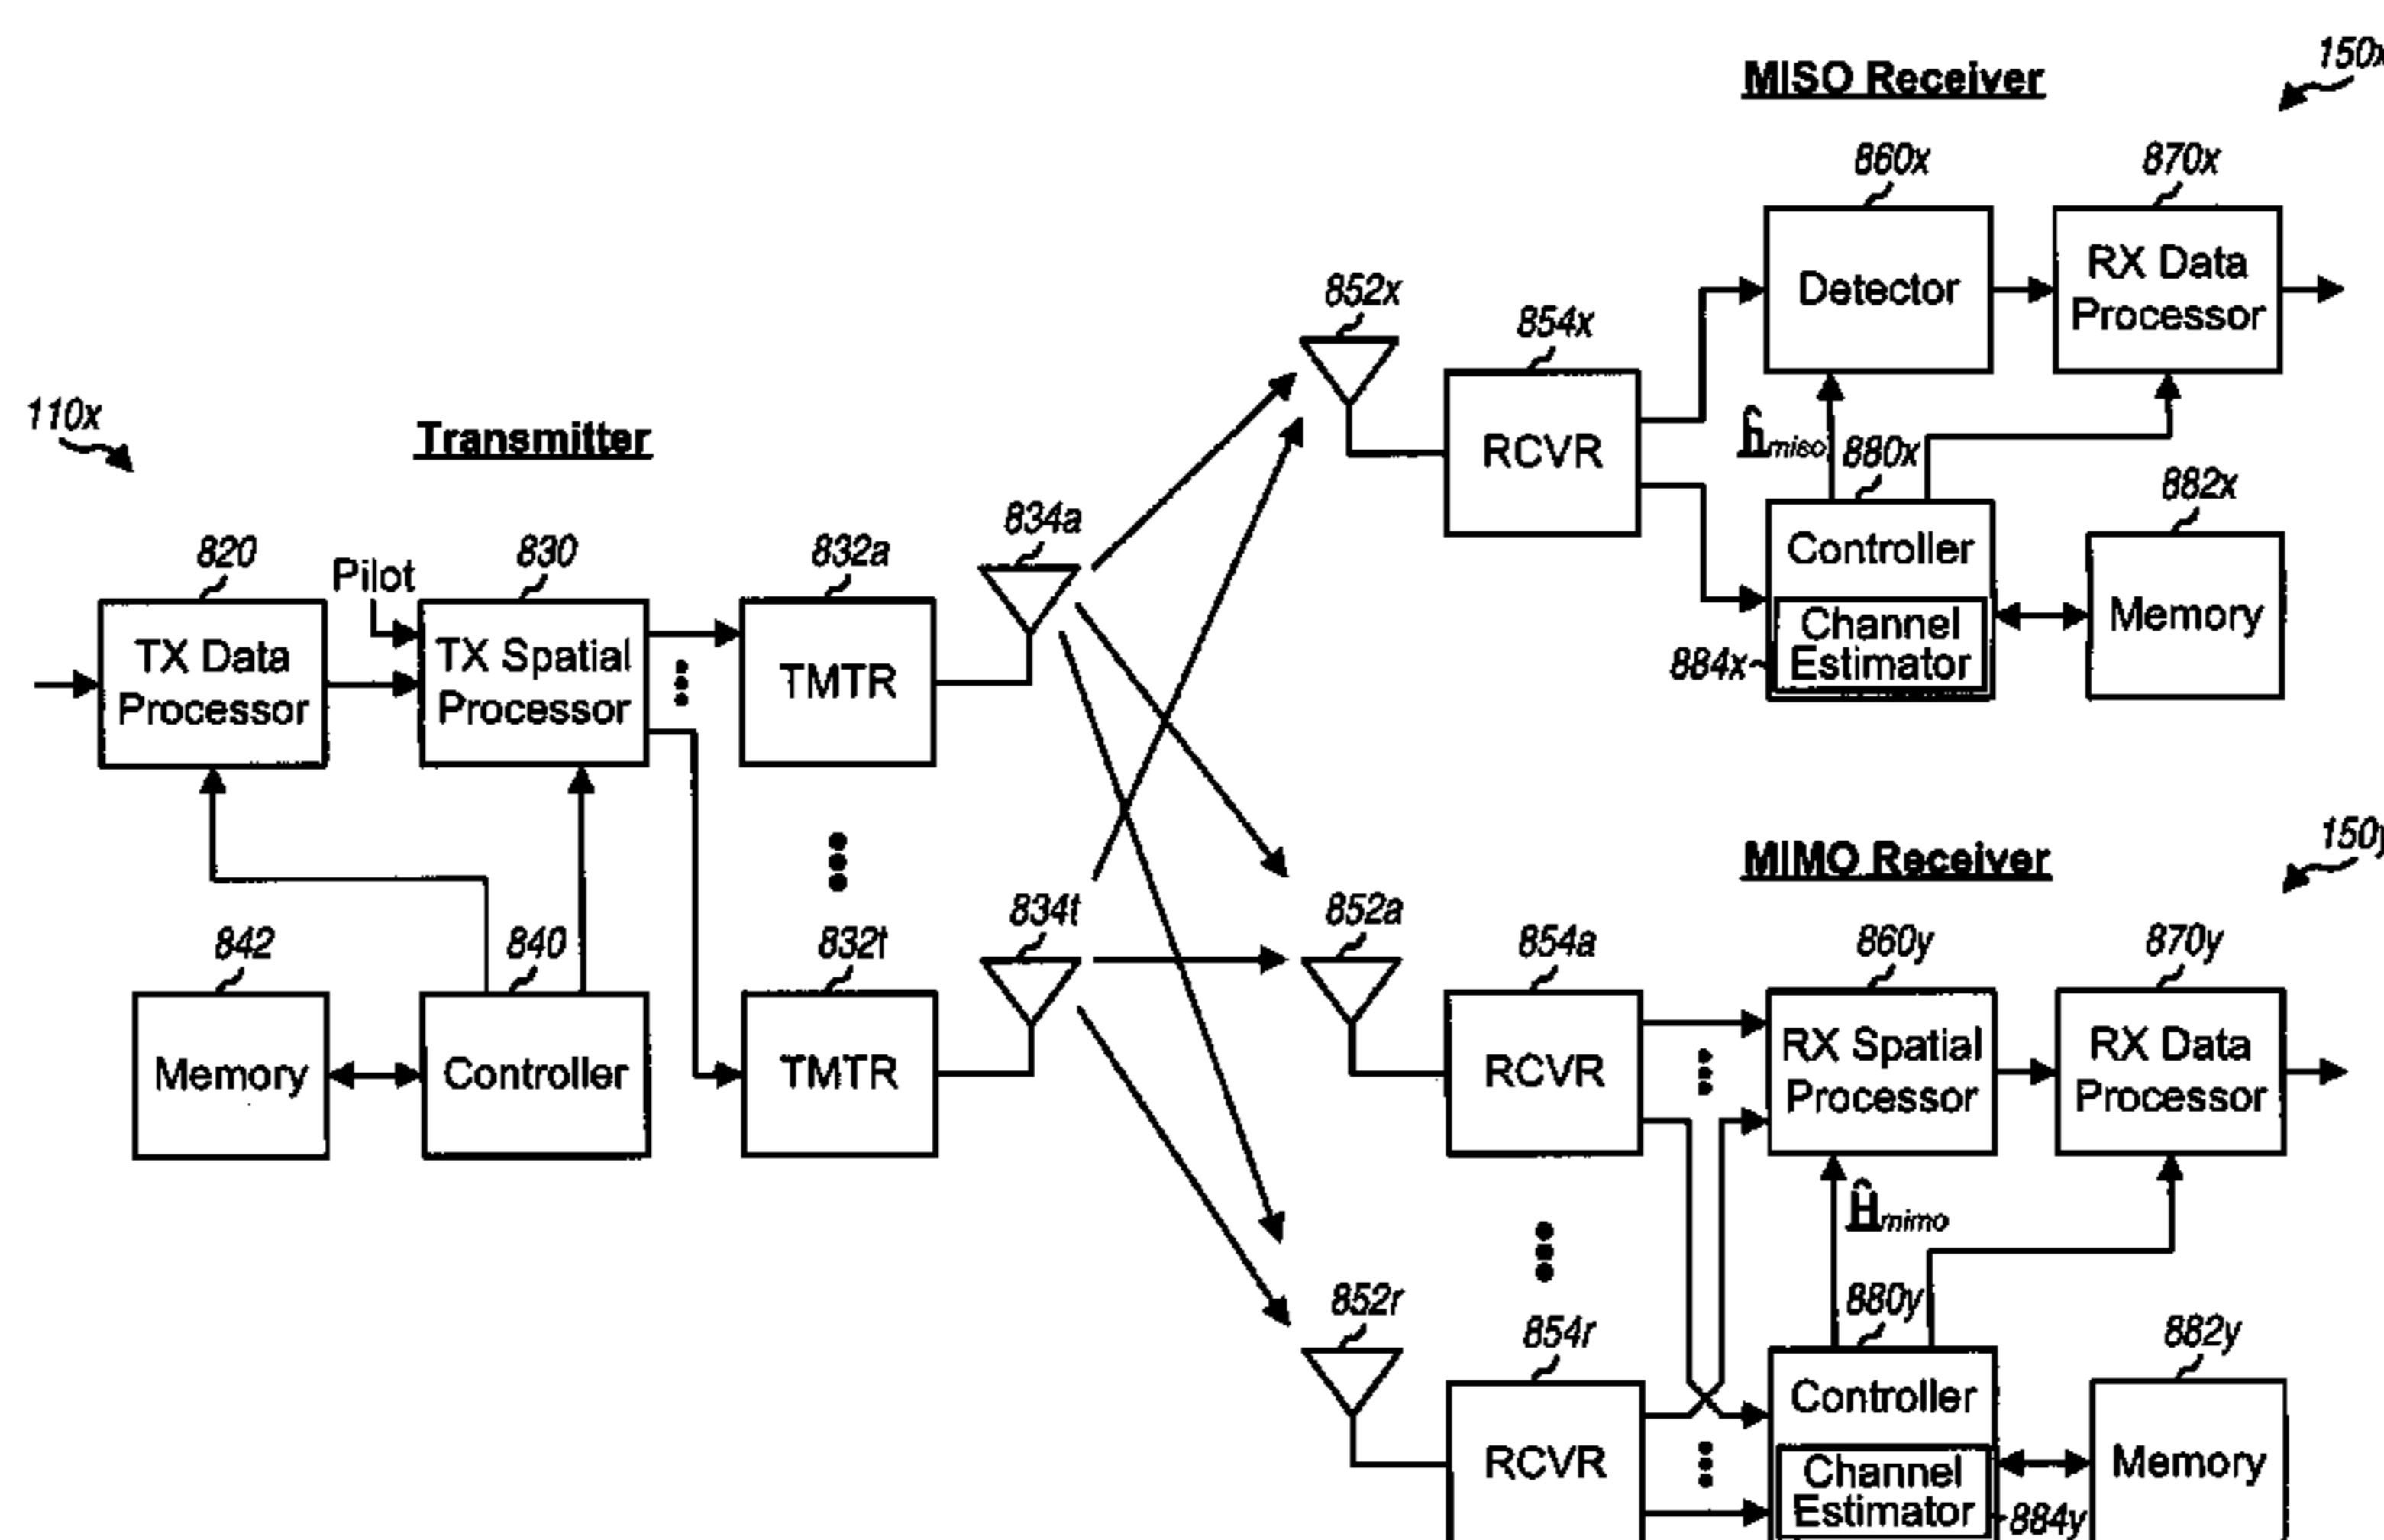 MISO Receiver
150x
860x
870x
Detector
RX Data
Processor
852x
854x
RCVR
ĥmiso
880x
882x
Controller
Channel
Estimator
884x
Memory
110x
Transmitter
820
Pilot
830
832a
834a
TX Data
Processor
TX Spatial
Processor
TMTR
842
840
832t
834t
Memory
Controller
TMTR
MIMO Receiver
150y
852a
854a
860y
870y
RCVR
RX Spatial
Processor
RX Data
Processor
Ĥmimo
852r
854r
880y
882y
RCVR
Controller
Channel
Estimator
884y
Memory